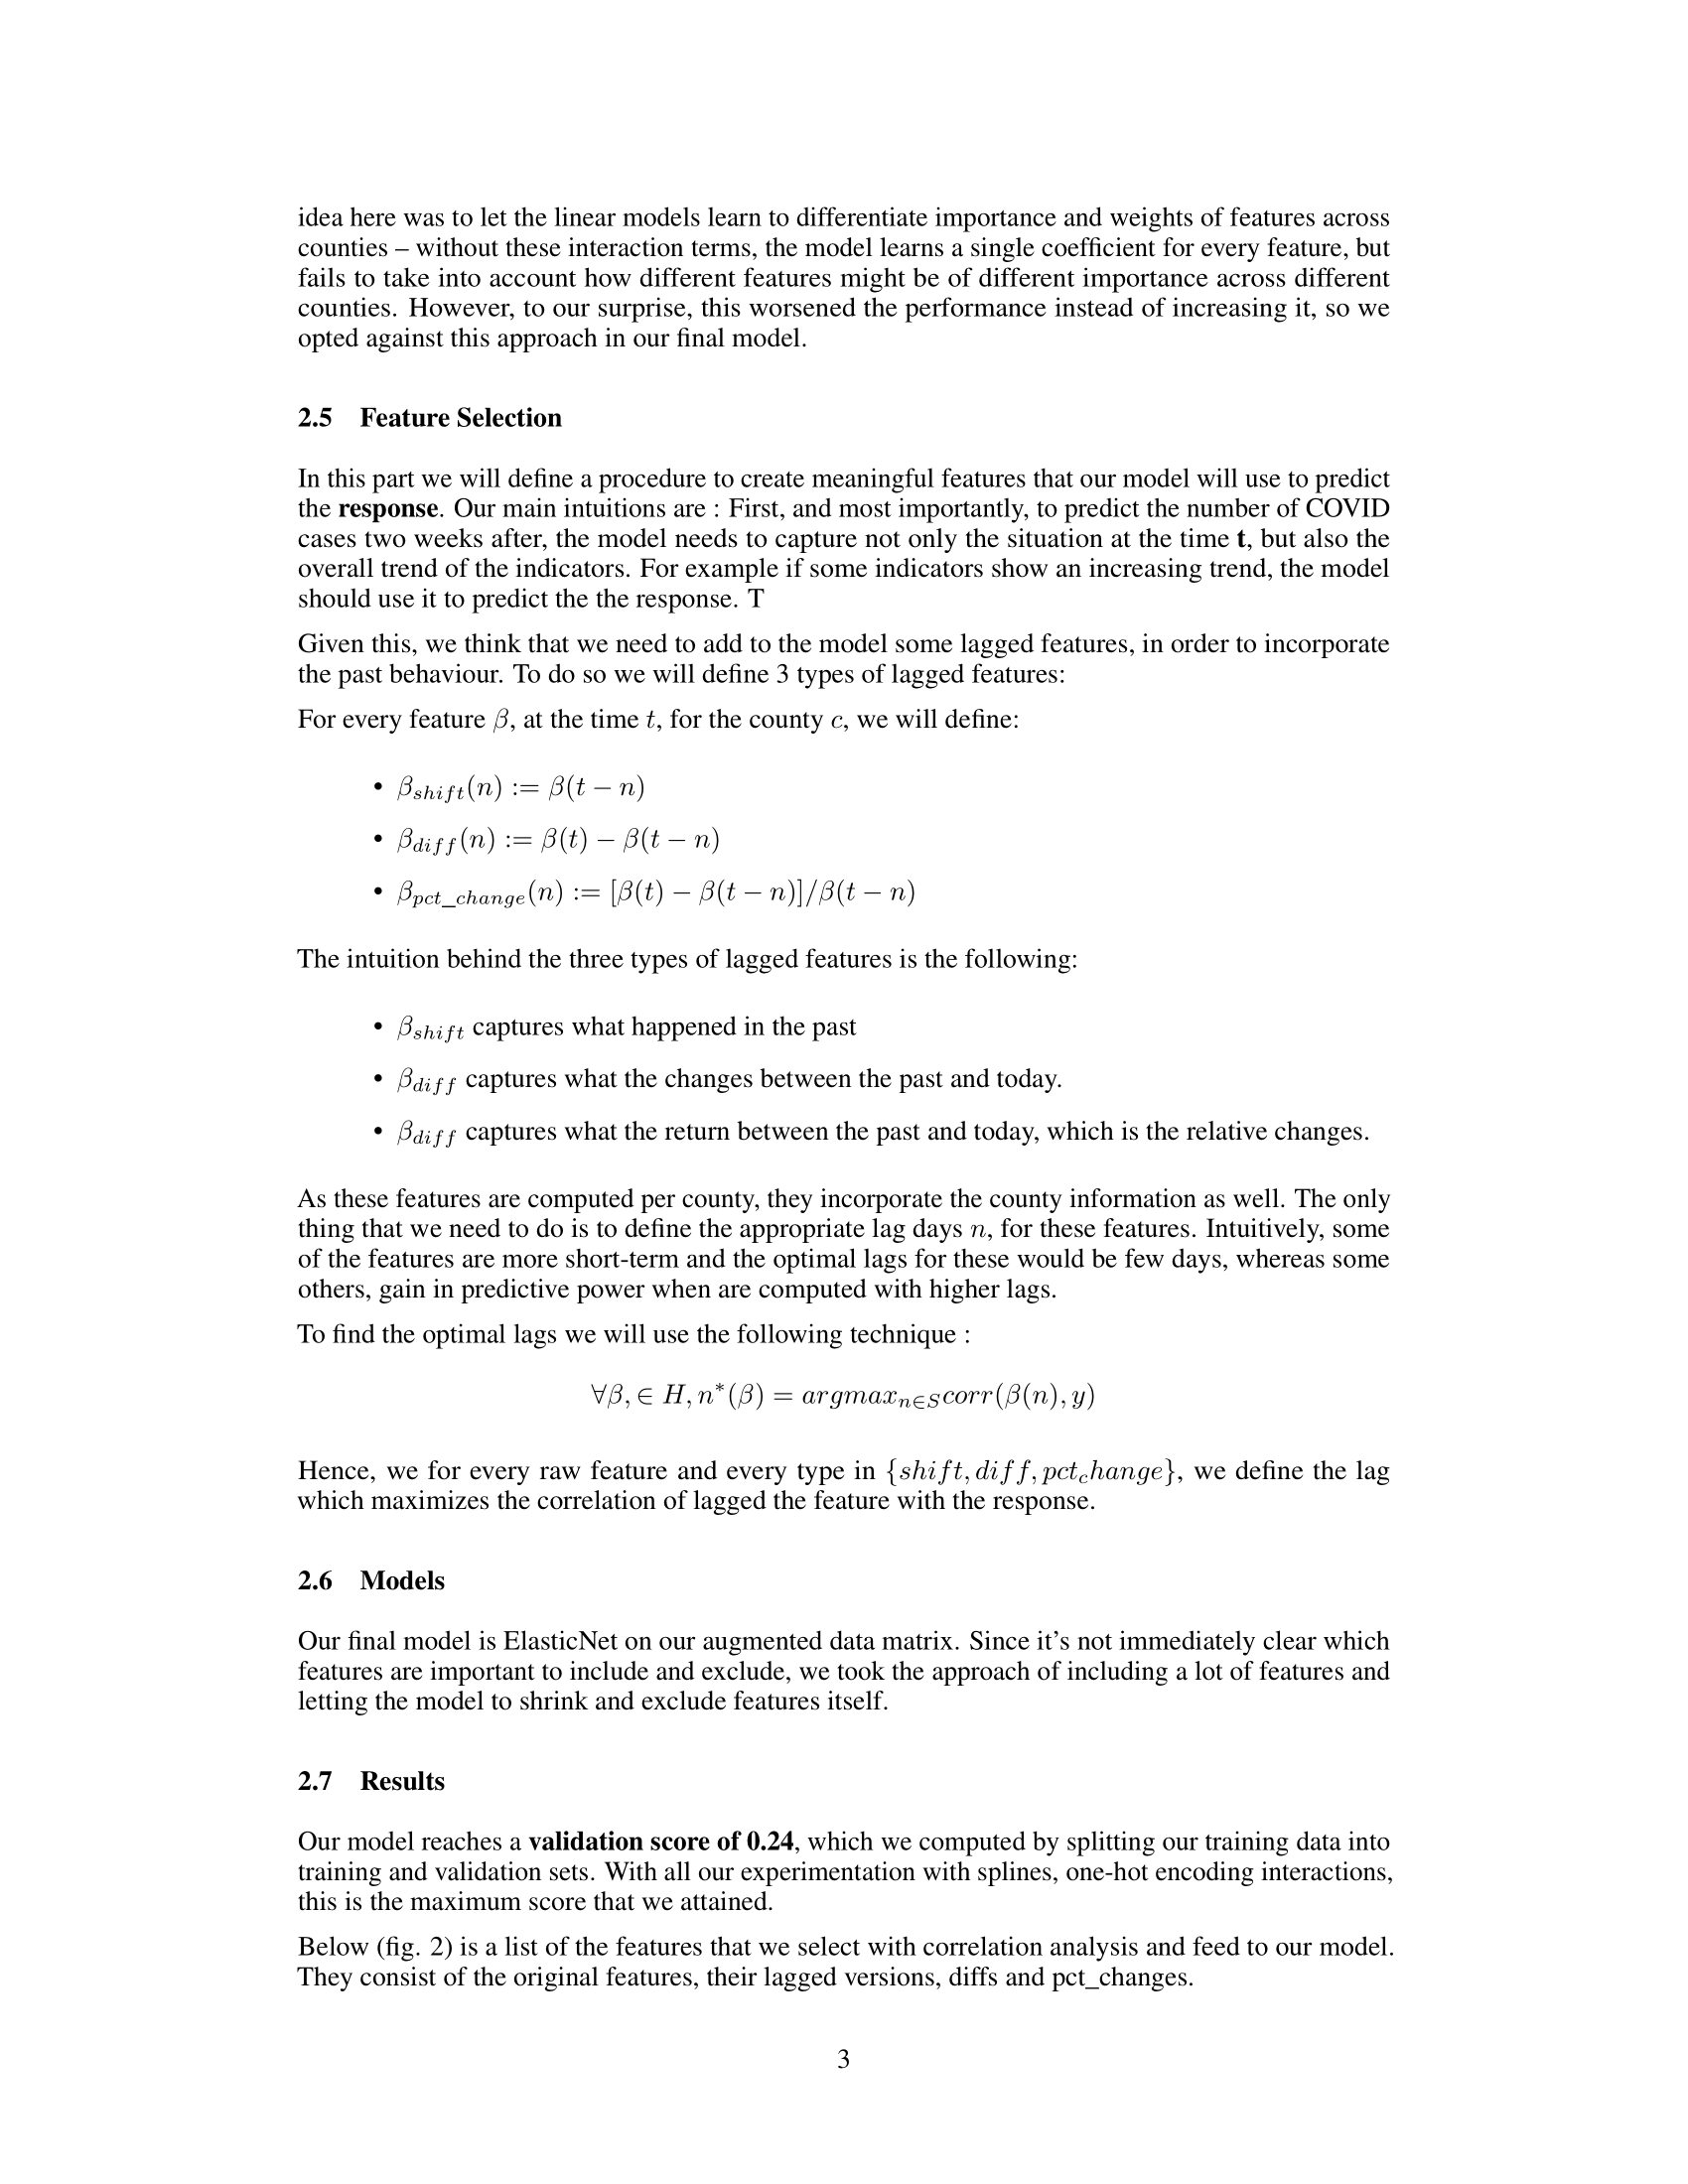 idea here was to let the linear models learn to differentiate importance and weights of features across
counties – without these interaction terms, the model learns a single coefficient for every feature, but
fails to take into account how different features might be of different importance across different
counties. However, to our surprise, this worsened the performance instead of increasing it, so we
opted against this approach in our final model.
2.5 Feature Selection
In this part we will define a procedure to create meaningful features that our model will use to predict
the response. Our main intuitions are : First, and most importantly, to predict the number of COVID
cases two weeks after, the model needs to capture not only the situation at the time t, but also the
overall trend of the indicators. For example if some indicators show an increasing trend, the model
should use it to predict the the response. T
Given this, we think that we need to add to the model some lagged features, in order to incorporate
the past behaviour. To do so we will define 3 types of lagged features:
For every feature β, at the time t, for the county c, we will define:
• β_{shift}(n) := β(t − n)
• β_{diff}(n) := β(t) − β(t − n)
• β_{pct_change}(n) := [β(t) − β(t − n)]/β(t − n)
The intuition behind the three types of lagged features is the following:
• β_{shift} captures what happened in the past
• β_{diff} captures what the changes between the past and today.
• β_{diff} captures what the return between the past and today, which is the relative changes.
As these features are computed per county, they incorporate the county information as well. The only
thing that we need to do is to define the appropriate lag days n, for these features. Intuitively, some
of the features are more short-term and the optimal lags for these would be few days, whereas some
others, gain in predictive power when are computed with higher lags.
To find the optimal lags we will use the following technique :
∀β, ∈ H, n*(β) = argmax_{n∈S}corr(β(n), y)
Hence, we for every raw feature and every type in {shift, diff, pct_change}, we define the lag
which maximizes the correlation of lagged the feature with the response.
2.6 Models
Our final model is ElasticNet on our augmented data matrix. Since it's not immediately clear which
features are important to include and exclude, we took the approach of including a lot of features and
letting the model to shrink and exclude features itself.
2.7 Results
Our model reaches a validation score of 0.24, which we computed by splitting our training data into
training and validation sets. With all our experimentation with splines, one-hot encoding interactions,
this is the maximum score that we attained.
Below (fig. 2) is a list of the features that we select with correlation analysis and feed to our model.
They consist of the original features, their lagged versions, diffs and pct_changes.
3